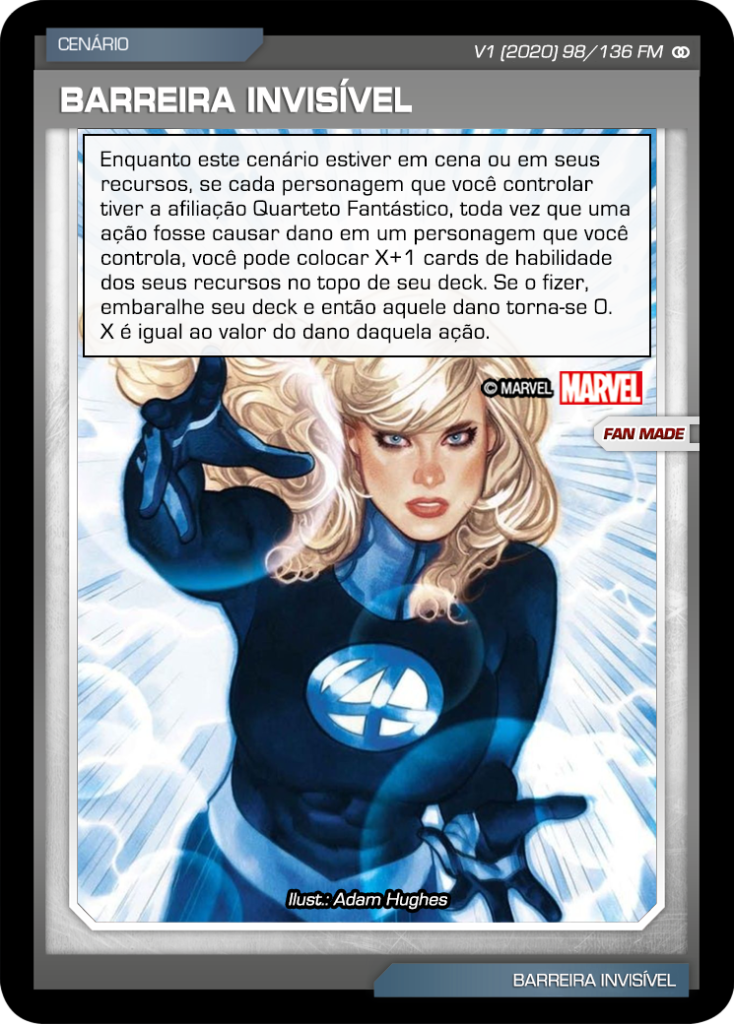 CENÁRIO
V1 (2020) 98/136 FM
BARREIRA INVISÍVEL
Enquanto este cenário estiver em cena ou em seus
recursos, se cada personagem que você controlar
tiver a afiliação Quarteto Fantástico, toda vez que uma
ação fosse causar dano em um personagem que você
controla, você pode colocar X+1 cards de habilidade
dos seus recursos no topo de seu deck. Se o fizer,
embaralhe seu deck e então aquele dano torna-se 0.
X é igual ao valor do dano daquela ação.
© MARVEL MARVEL
FAN MADE
4
Ilust.: Adam Hughes
BARREIRA INVISÍVEL